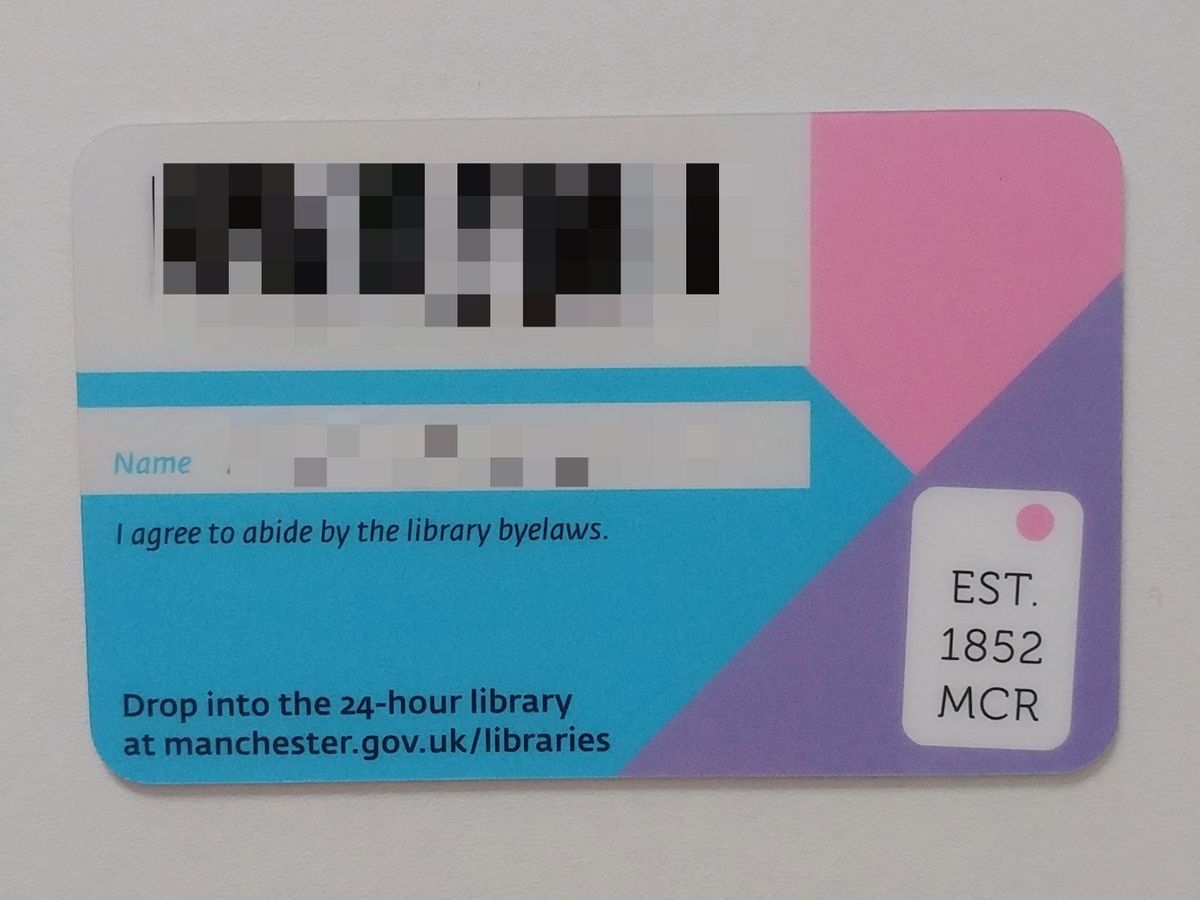 Name
I agree to abide by the library byelaws.
Drop into the 24-hour library
at manchester.gov.uk/libraries
EST.
1852
MCR